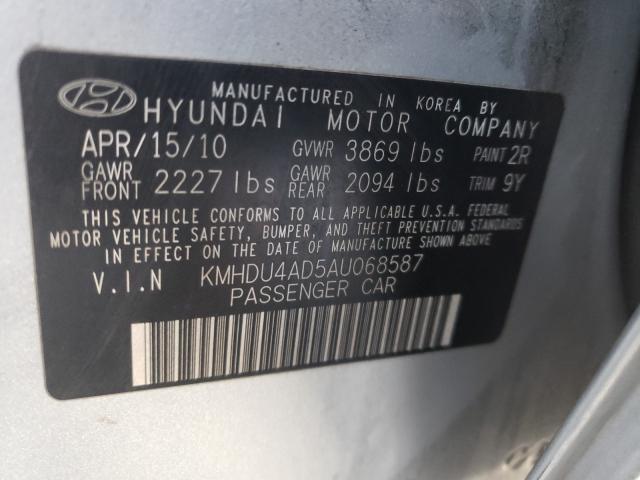 MANUFACTURED IN KOREA BY
HYUNDAI MOTOR COMPANY
APR/15/10 GVWR 3869 lbs PAINT 2R
GAWR FRONT 2227 lbs GAWR REAR 2094 lbs TRIM 9Y
THIS VEHICLE CONFORMS TO ALL APPLICABLE U.S.A. FEDERAL
MOTOR VEHICLE SAFETY, BUMPER, AND THEFT PREVENTION STANDARDS
IN EFFECT ON THE DATE OF MANUFACTURE SHOWN ABOVE
V.I.N KMHDU4AD5AU068587
PASSENGER CAR